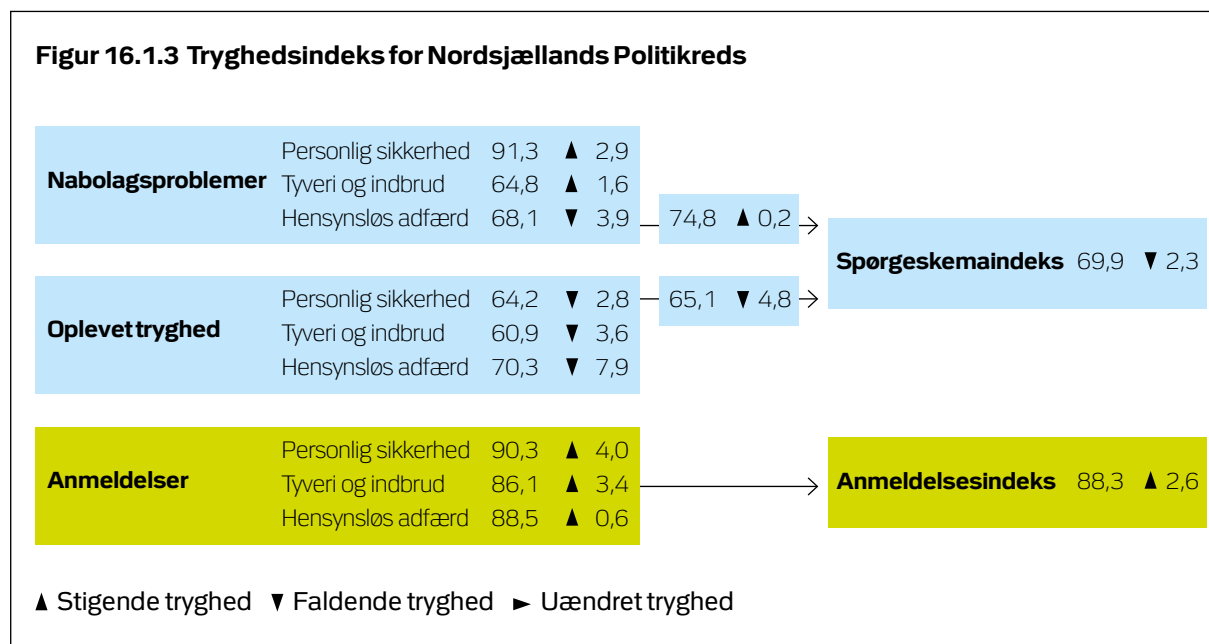 Figur 16.1.3 Tryghedsindeks for Nordsjællands Politikreds
Nabolagsproblemer
Personlig sikkerhed 91,3 ▲ 2,9
Tyveri og indbrud 64,8 ▲ 1,6
Hensynsløs adfærd 68,1 ▼ 3,9
74,8 ▲ 0,2
Oplevet tryghed
Personlig sikkerhed 64,2 ▼ 2,8
Tyveri og indbrud 60,9 ▼ 3,6
Hensynsløs adfærd 70,3 ▼ 7,9
65,1 ▼ 4,8
Spørgeskemaindeks 69,9 ▼ 2,3
Anmeldelser
Personlig sikkerhed 90,3 ▲ 4,0
Tyveri og indbrud 86,1 ▲ 3,4
Hensynsløs adfærd 88,5 ▲ 0,6
Anmeldelsesindeks 88,3 ▲ 2,6
▲ Stigende tryghed ▼ Faldende tryghed ► Uændret tryghed